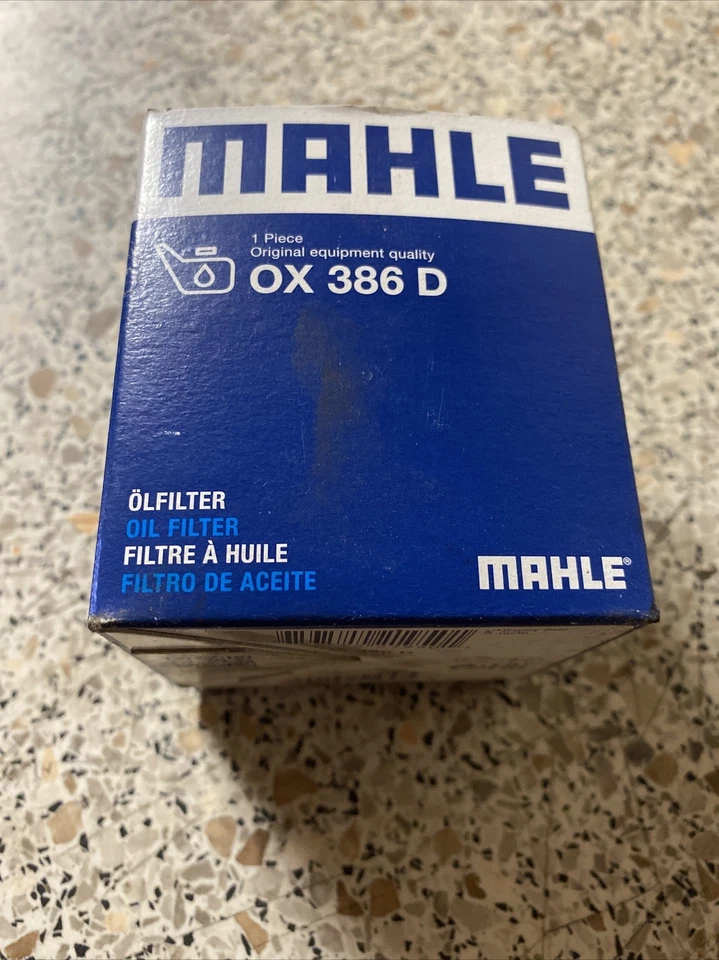 MAHLE
1 Piece
Original equipment quality
OX 386 D
ÖLFILTER
OIL FILTER
FILTRE À HUILE
FILTRO DE ACEITE
MAHLE®